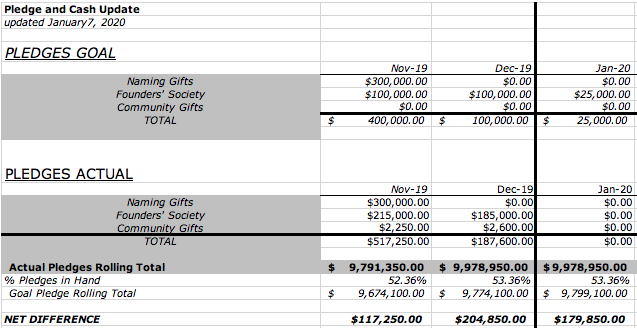 Pledge and Cash Update
updated January7, 2020
PLEDGES GOAL
Nov-19 Dec-19 Jan-20
Naming Gifts $300,000.00 $0.00 $0.00
Founders' Society $100,000.00 $100,000.00 $25,000.00
Community Gifts $0.00 $0.00 $0.00
TOTAL $ 400,000.00 $ 100,000.00 $ 25,000.00
PLEDGES ACTUAL
Nov-19 Dec-19 Jan-20
Naming Gifts $300,000.00 $0.00 $0.00
Founders' Society $215,000.00 $185,000.00 $0.00
Community Gifts $2,250.00 $2,600.00 $0.00
TOTAL $517,250.00 $187,600.00 $0.00
Actual Pledges Rolling Total $ 9,791,350.00 $ 9,978,950.00 $ 9,978,950.00
% Pledges in Hand 52.36% 53.36% 53.36%
Goal Pledge Rolling Total $ 9,674,100.00 $ 9,774,100.00 $ 9,799,100.00
NET DIFFERENCE $117,250.00 $204,850.00 $179,850.00